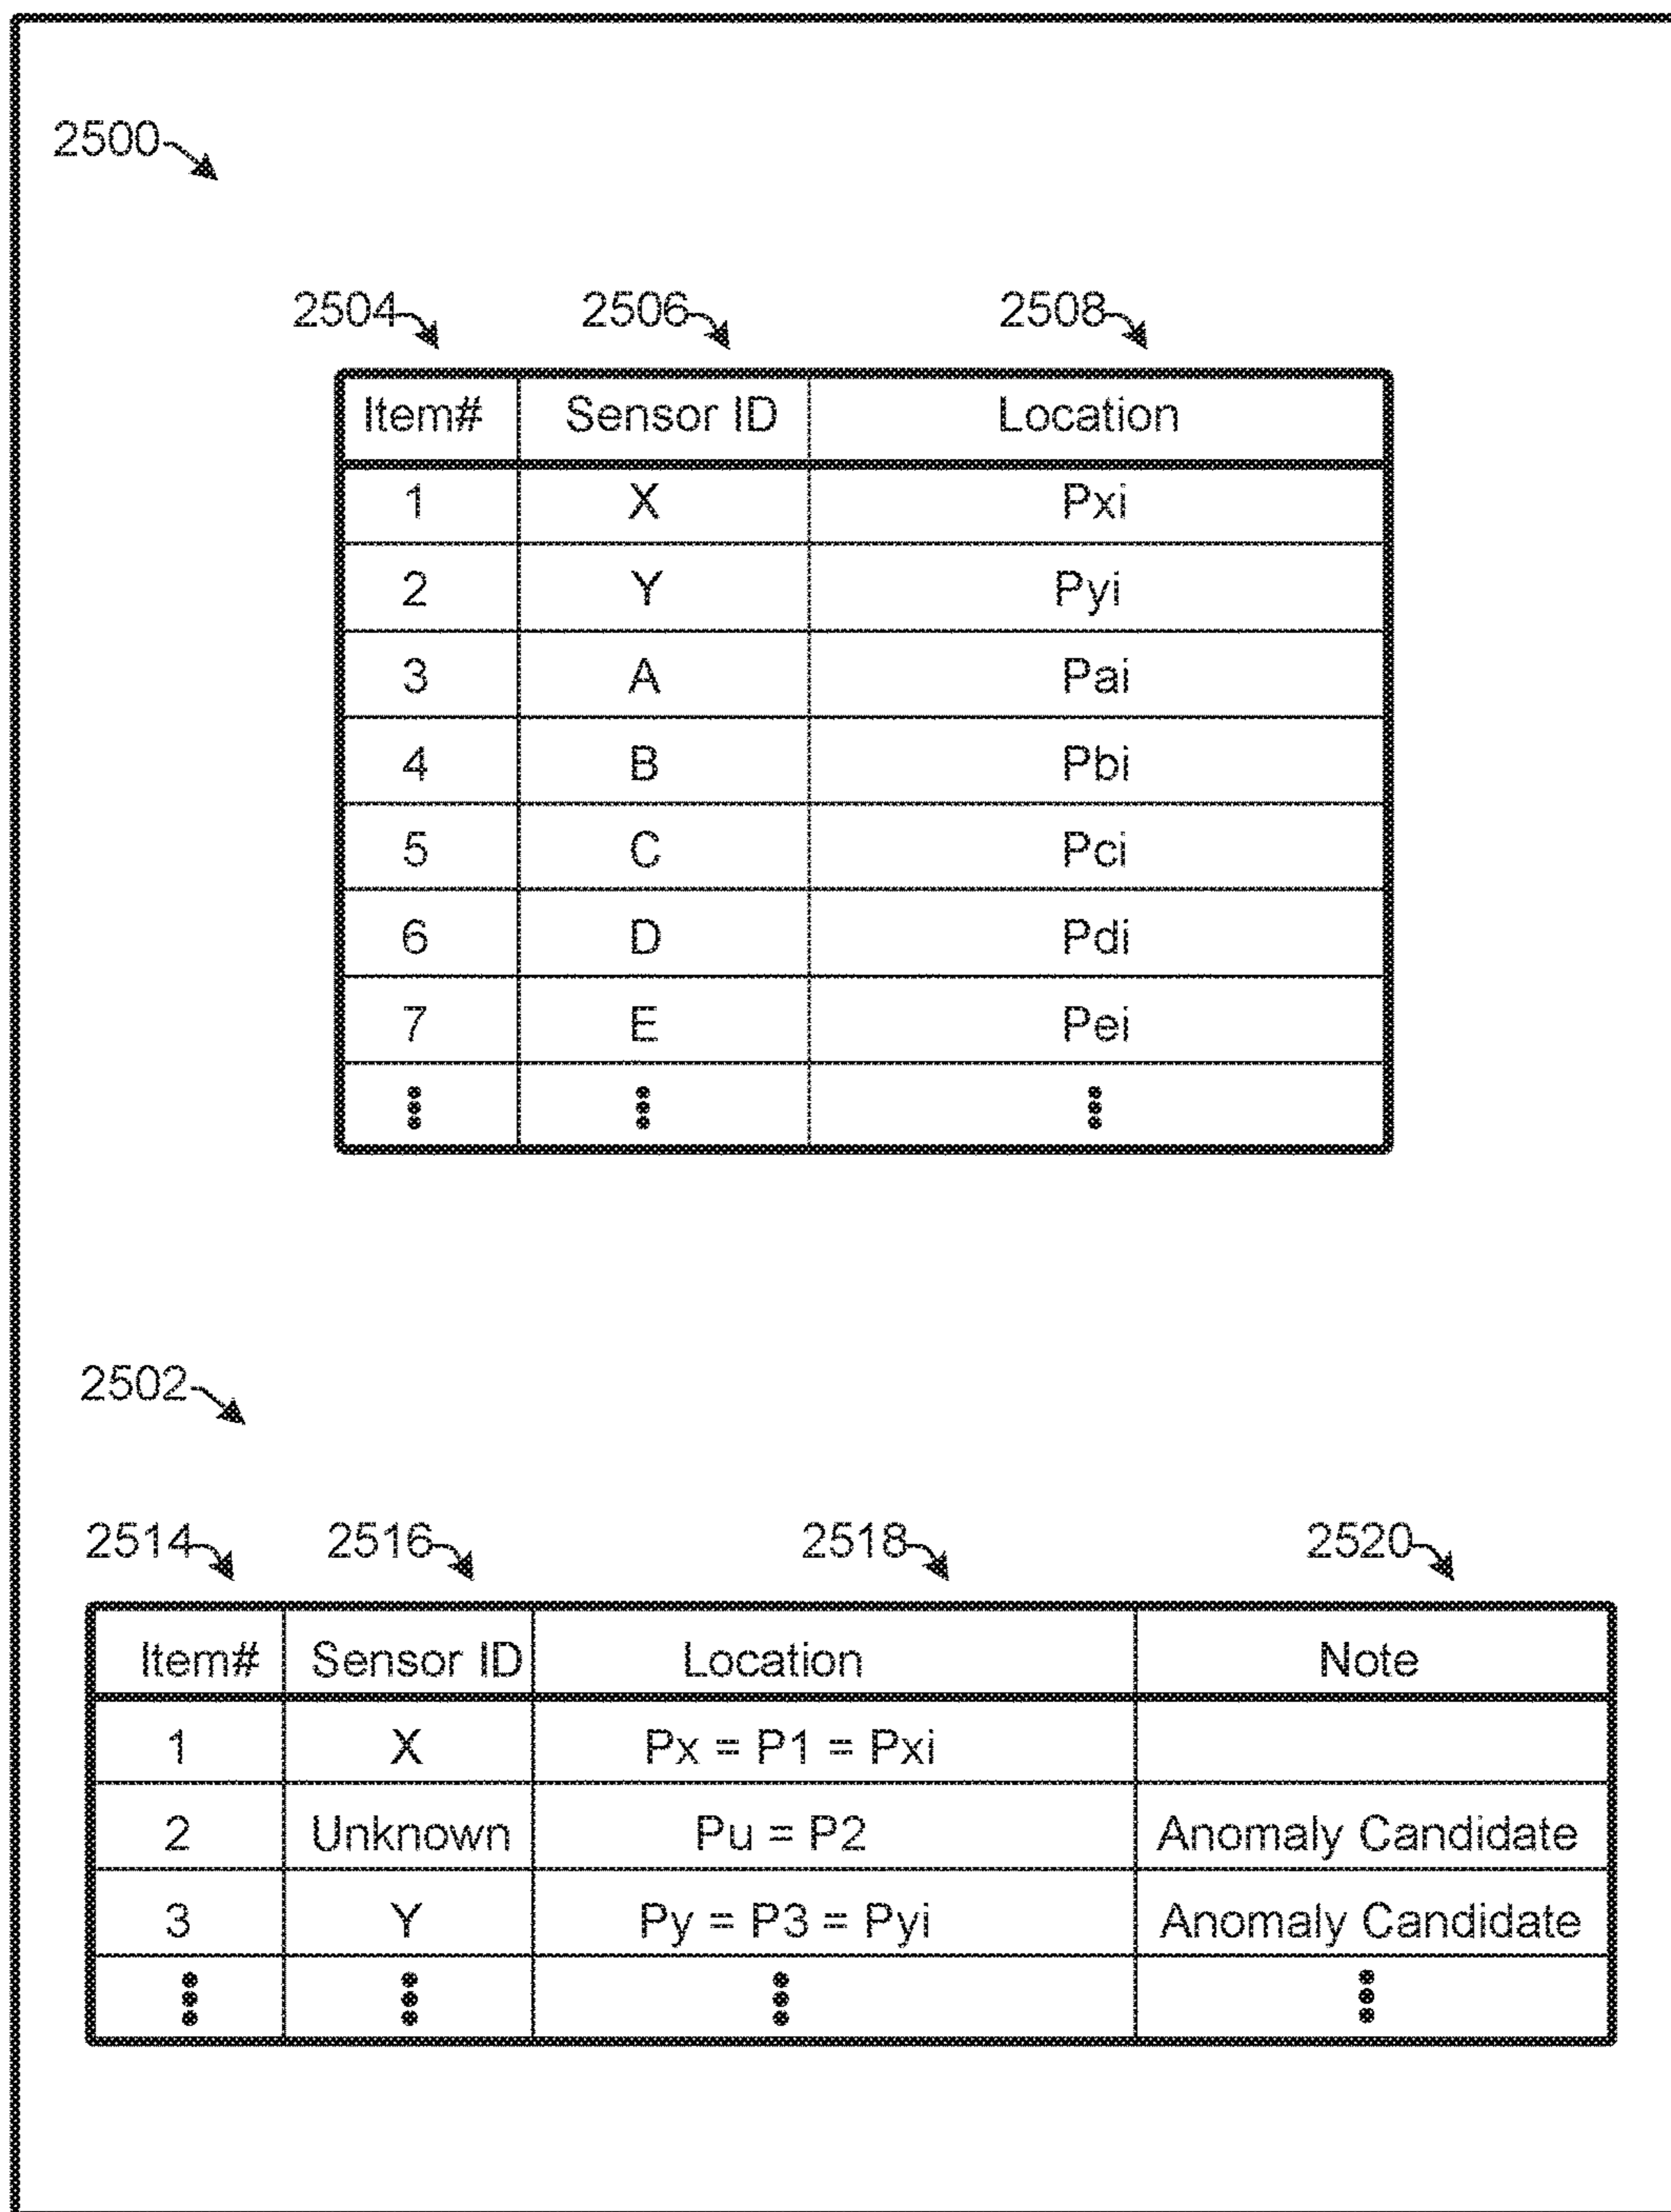 2500
2504 2506 2508
Item# Sensor ID Location
1 X Pxi
2 Y Pyi
3 A Pai
4 B Pbi
5 C Pci
6 D Pdi
7 E Pei
2502
2514 2516 2518 2520
Item# Sensor ID Location Note
1 X Px = P1 = Pxi
2 Unknown Pu = P2 Anomaly Candidate
3 Y Py = P3 = Pyi Anomaly Candidate